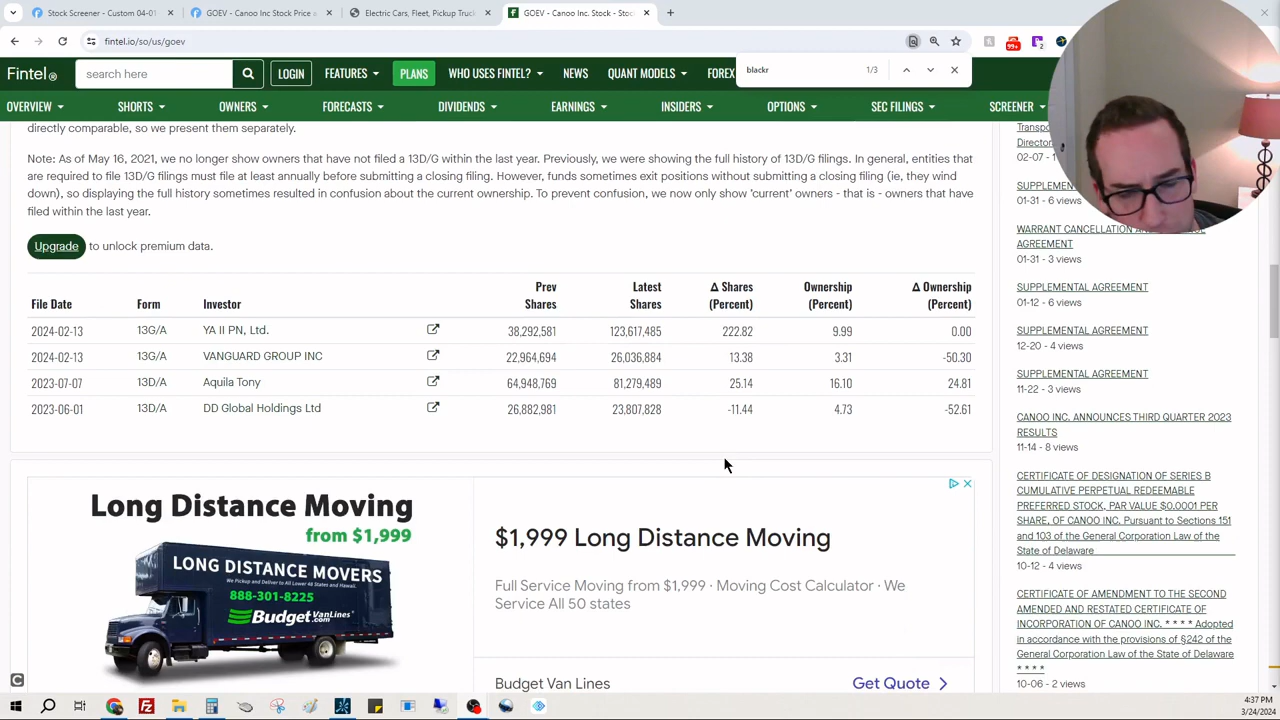 Stock Screener - Custom 04-01
GOEV - Canoo Inc Stock Price a
Electric Cars, Fleet, Pickup Truck
GOEV - Canoo Inc. Stock - Stoc
fintel.io/so/us/goev
99+
2
blackr
1/3
Fintel
search here
LOGIN
FEATURES
PLANS
WHO USES FINTEL?
NEWS
QUANT MODELS
FOREX
OVERVIEW
SHORTS
OWNERS
FORECASTS
DIVIDENDS
EARNINGS
INSIDERS
OPTIONS
SEC FILINGS
SCREENER
directly comparable, so we present them separately.
Note: As of May 16, 2021, we no longer show owners that have not filed a 13D/G within the last year. Previously, we were showing the full history of 13D/G filings. In general, entities that
are required to file 13D/G filings must file at least annually before submitting a closing filing. However, funds sometimes exit positions without submitting a closing filing (ie, they wind
down), so displaying the full history sometimes resulted in confusion about the current ownership. To prevent confusion, we now only show 'current' owners - that is - owners that have
filed within the last year.
Upgrade to unlock premium data.
File Date Form Investor Prev Shares Latest Shares Δ Shares (Percent) Ownership (Percent) Δ Ownership (Percent)
2024-02-13 13G/A YA II PN, Ltd. 38,292,581 123,617,485 222.82 9.99 0.00
2024-02-13 13G/A VANGUARD GROUP INC 22,964,694 26,036,884 13.38 3.31 -50.30
2023-07-07 13D/A Aquila Tony 64,948,769 81,279,489 25.14 16.10 24.81
2023-06-01 13D/A DD Global Holdings Ltd 26,882,981 23,807,828 -11.44 4.73 -52.61
Long Distance Moving
from $1,999
LONG DISTANCE MOVERS
We Pickup and Deliver to All Lower 48 States and Hawaii.
888-301-8225
Budget VanLines
.com
$1,999 Long Distance Moving
Full Service Moving from $1,999 · Moving Cost Calculator · We
Service All 50 states
Budget Van Lines
Get Quote
02-07 - 1
01-31 - 6 views
WARRANT CANCELLATION
AGREEMENT
01-31 - 3 views
SUPPLEMENTAL AGREEMENT
01-12 - 6 views
SUPPLEMENTAL AGREEMENT
12-20 - 4 views
SUPPLEMENTAL AGREEMENT
11-22 - 3 views
CANOO INC. ANNOUNCES THIRD QUARTER 2023
RESULTS
11-14 - 8 views
CERTIFICATE OF DESIGNATION OF SERIES B
CUMULATIVE PERPETUAL REDEEMABLE
PREFERRED STOCK, PAR VALUE $0.0001 PER
SHARE, OF CANOO INC. Pursuant to Sections 151
and 103 of the General Corporation Law of the
State of Delaware
10-12 - 4 views
CERTIFICATE OF AMENDMENT TO THE SECOND
AMENDED AND RESTATED CERTIFICATE OF
INCORPORATION OF CANOO INC. * * * * Adopted
in accordance with the provisions of §242 of the
General Corporation Law of the State of Delaware
* * * *
10-06 - 2 views
4:37 PM
3/24/2024